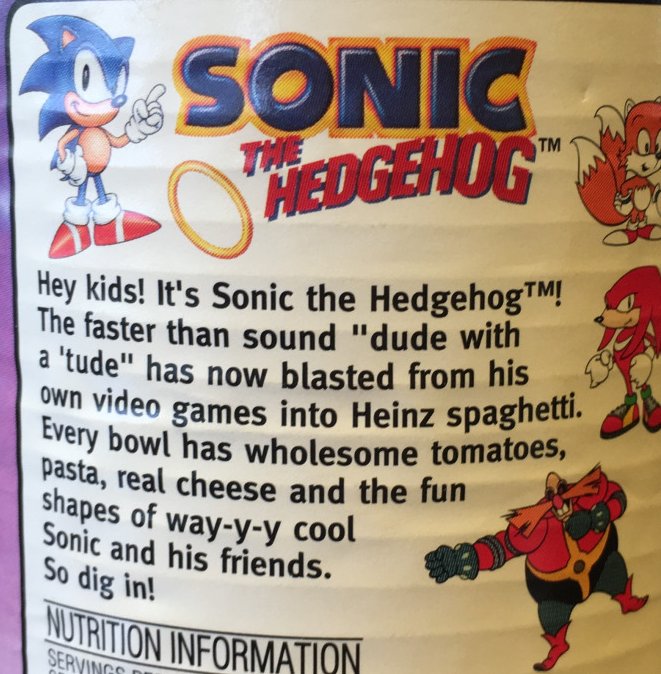 SONIC
THE
HEDGEHOG™
Hey kids! It's Sonic the Hedgehog™!
The faster than sound "dude with
a 'tude" has now blasted from his
own video games into Heinz spaghetti.
Every bowl has wholesome tomatoes,
pasta, real cheese and the fun
shapes of way-y-y cool
Sonic and his friends.
So dig in!
NUTRITION INFORMATION